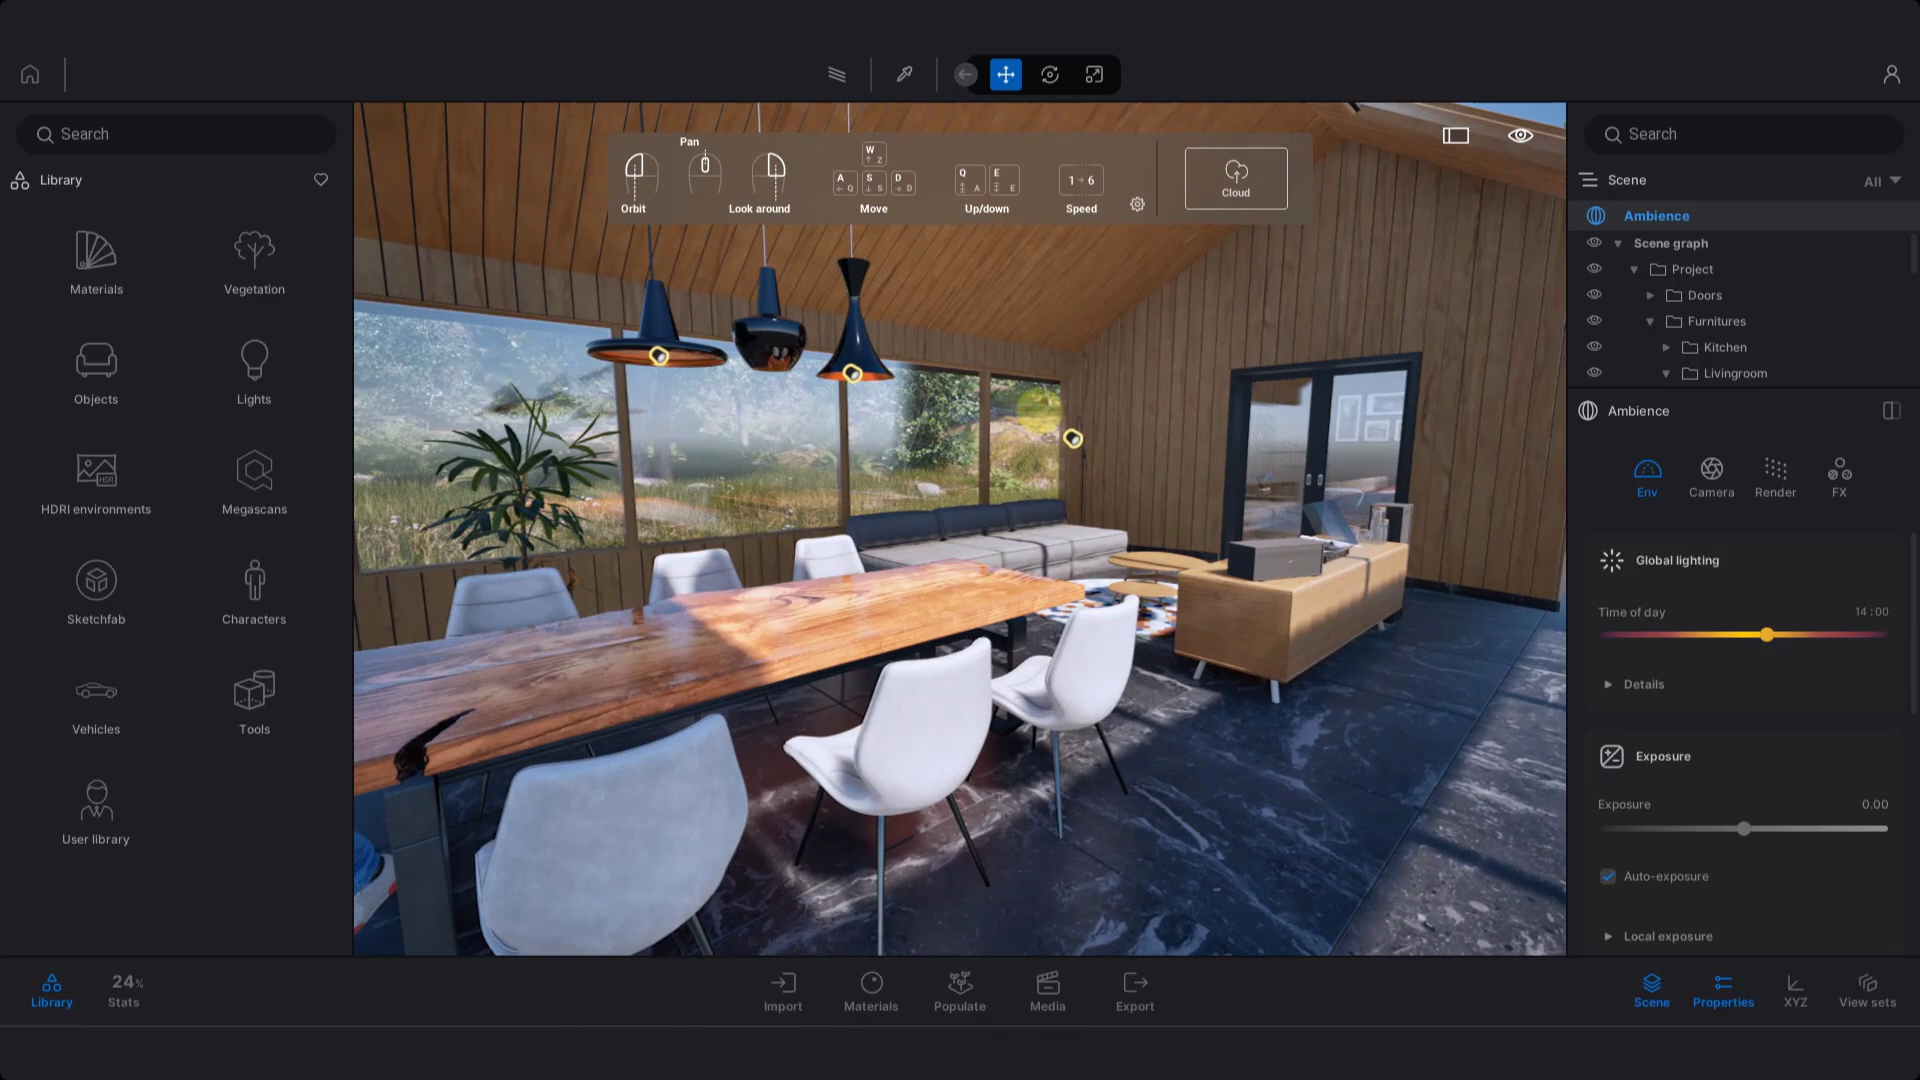 Search
Library
Materials
Vegetation
Objects
Lights
HDR
HDRI environments
Megascans
Sketchfab
Characters
Vehicles
Tools
User library
Pan
Orbit
Look around
W
↑ Z
A
← Q
S
↓ S
D
→ D
Move
Q
A
E
E
Up/down
1 → 6
Speed
Cloud
Search
Scene
All
Ambience
Scene graph
Project
Doors
Furnitures
Kitchen
Livingroom
Ambience
Env
Camera
Render
FX
Global lighting
Time of day 14:00
Details
Exposure
Exposure 0.00
Auto-exposure
Local exposure
Library
24%
Stats
Import
Materials
Populate
Media
Export
Scene
Properties
XYZ
View sets